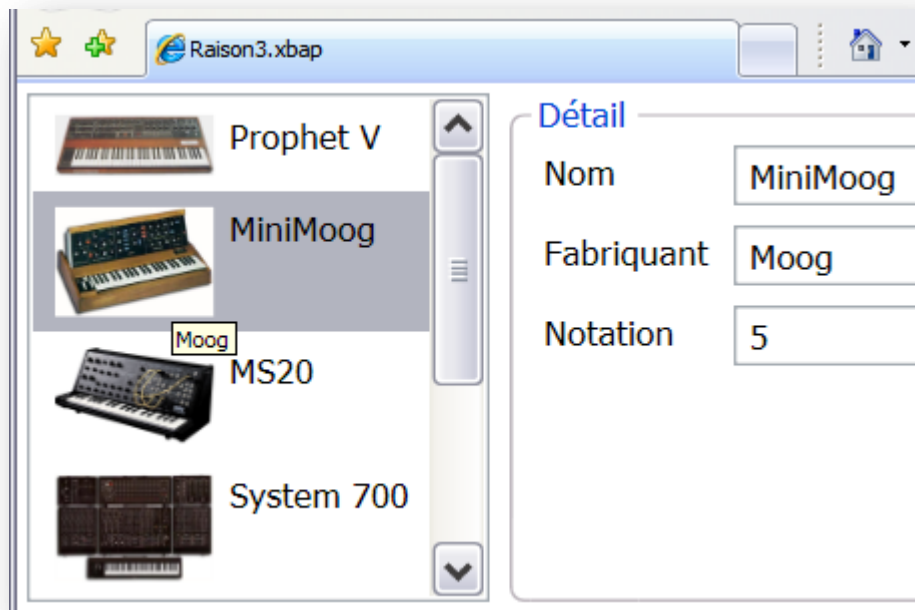 Raison3.xbap
Prophet V
MiniMoog
Moog
MS20
System 700
Détail
Nom
MiniMoog
Fabriquant
Moog
Notation
5